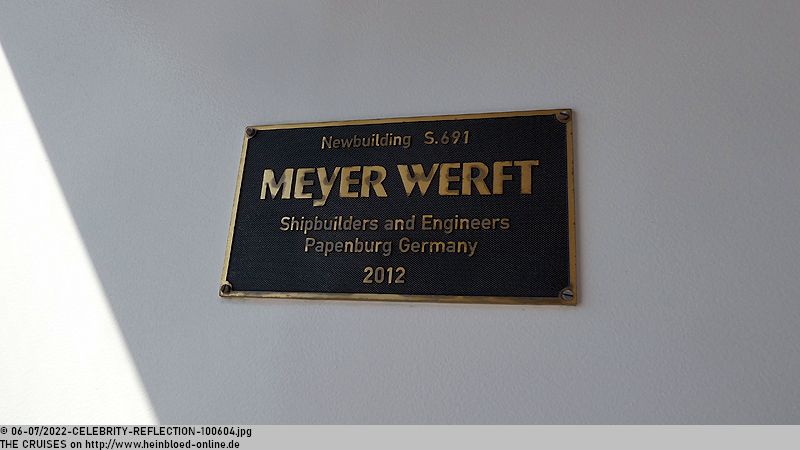 Newbuilding S.691
MEYER WERFT
Shipbuilders and Engineers
Papenburg Germany
2012
© 06-07/2022-CELEBRITY-REFLECTION-100604.jpg
THE CRUISES on http://www.heinbloed-online.de